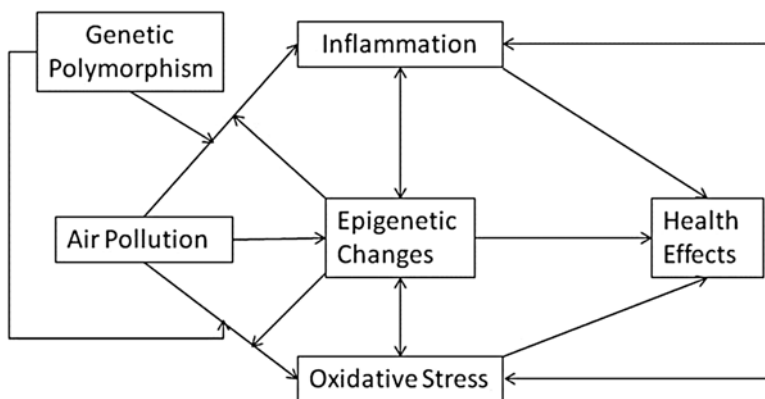 Genetic
Polymorphism
Inflammation
Air Pollution
Epigenetic
Changes
Health
Effects
Oxidative Stress